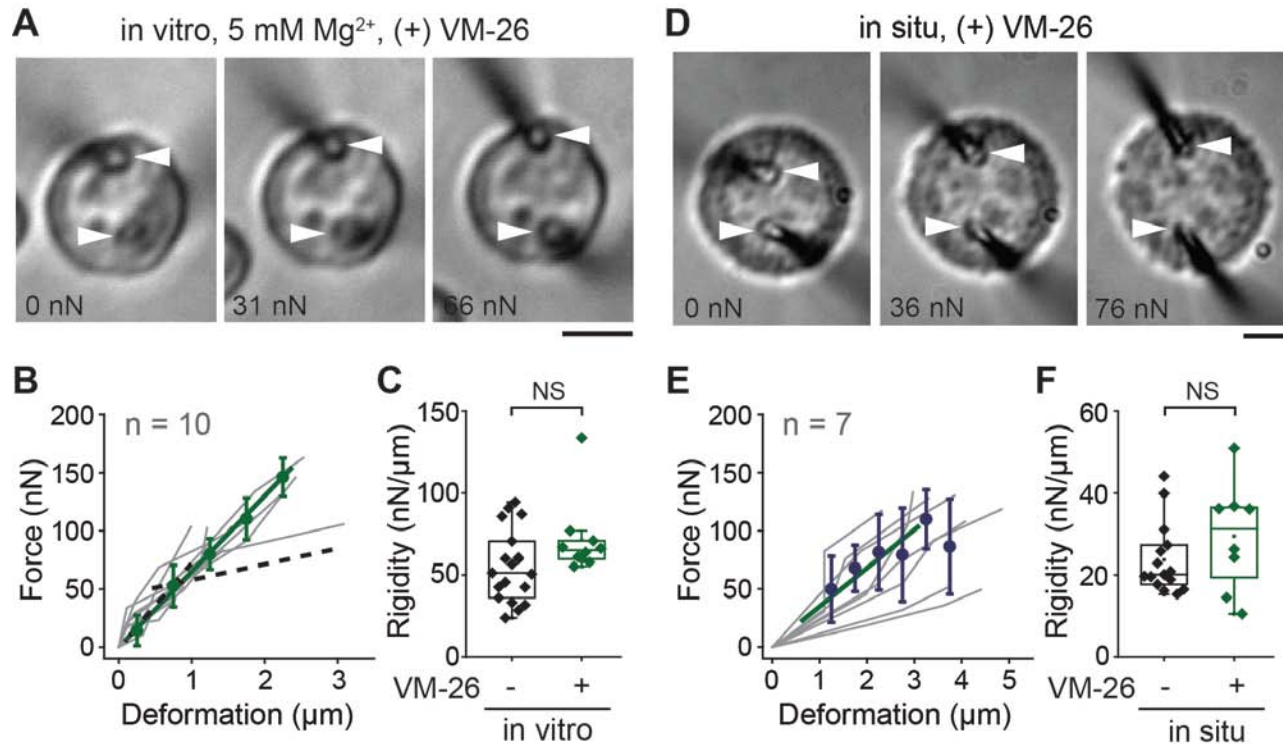 A
in vitro, 5 mM Mg²⁺, (+) VM-26
0 nN
31 nN
66 nN
D
in situ, (+) VM-26
0 nN
36 nN
76 nN
B
n = 10
Force (nN)
200
150
100
50
0
0 1 2 3
Deformation (µm)
C
NS
Rigidity (nN/µm)
150
100
50
0
VM-26 - +
in vitro
E
n = 7
Force (nN)
200
150
100
50
0
0 1 2 3 4 5
Deformation (µm)
F
NS
Rigidity (nN/µm)
60
40
20
0
VM-26 - +
in situ